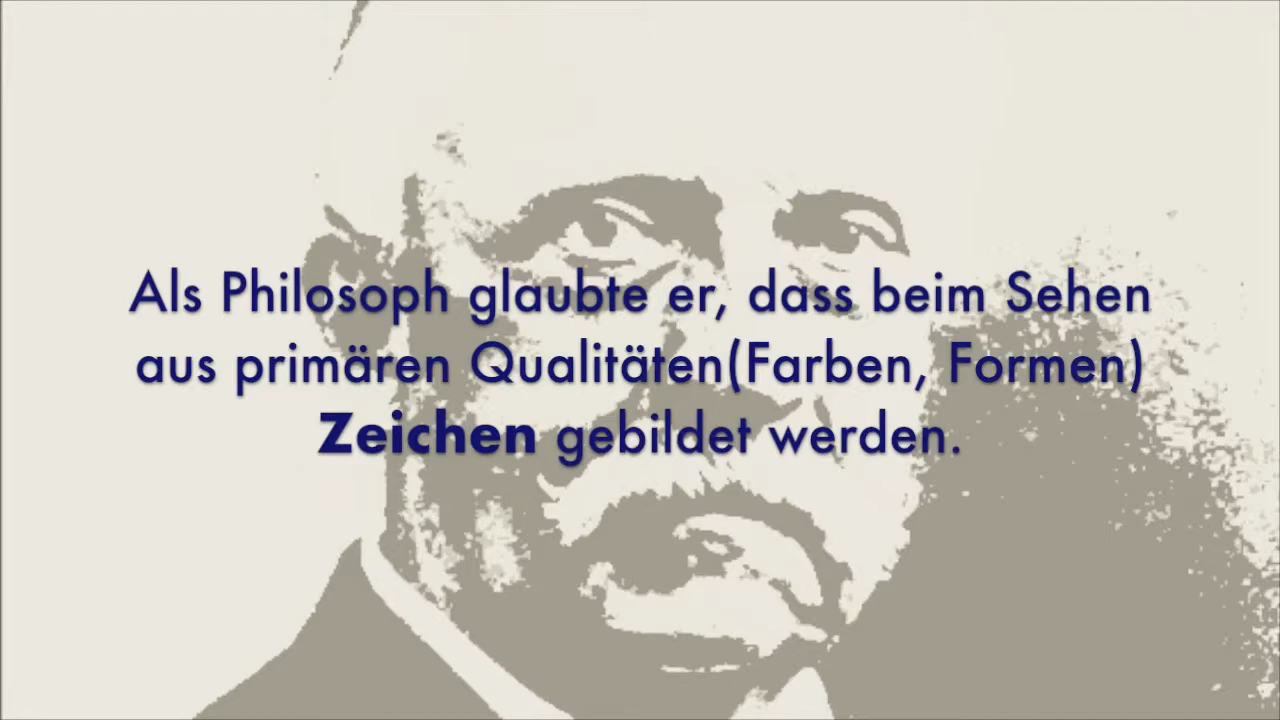 Als Philosoph glaubte er, dass beim Sehen
aus primären Qualitäten(Farben, Formen)
Zeichen gebildet werden.